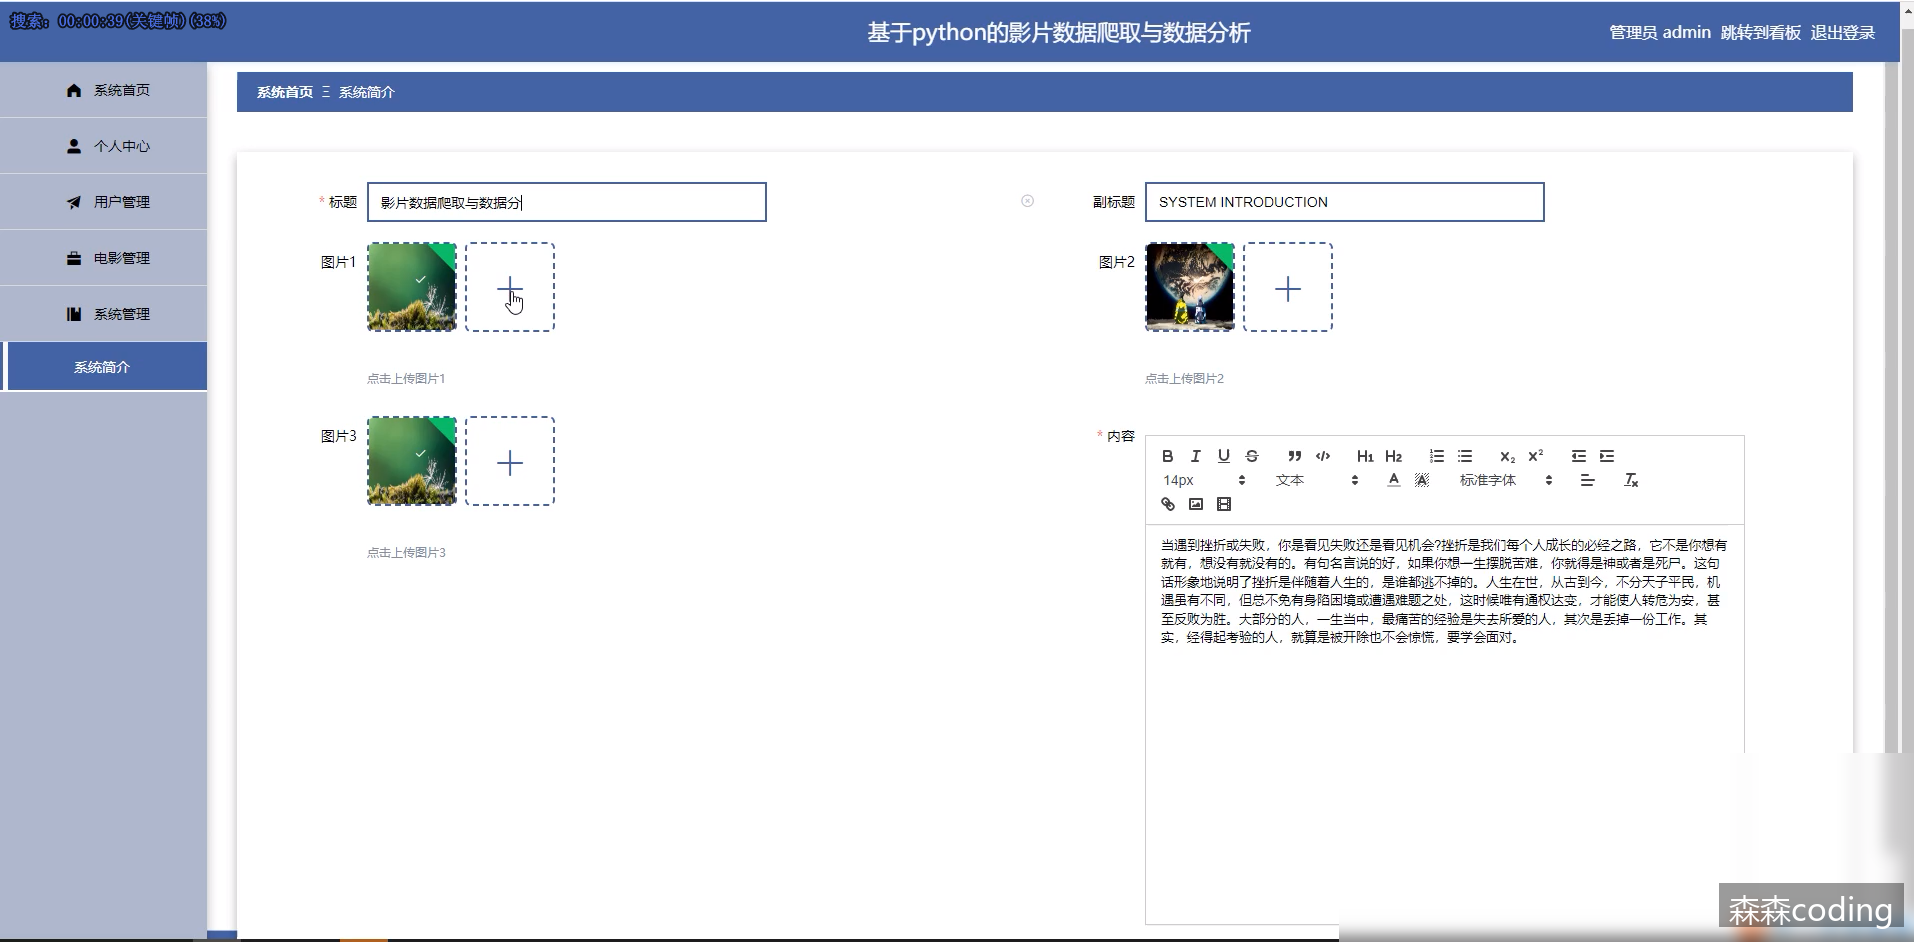 搜索：00:00:39(关键帧)(38%)
基于python的影片数据爬取与数据分析
管理员 admin 跳转到看板 退出登录
系统首页
个人中心
用户管理
电影管理
系统管理
系统简介
系统首页 Ξ 系统简介
* 标题 影片数据爬取与数据分
副标题 SYSTEM INTRODUCTION
图片1
点击上传图片1
图片2
点击上传图片2
图片3
点击上传图片3
* 内容
B I U S H1 H2 X2 X2
14px 文本 A A 标准字体 Tx
当遇到挫折或失败，你是看见失败还是看见机会?挫折是我们每个人成长的必经之路，它不是你想有
就有，想没有就没有的。有句名言说的好，如果你想一生摆脱苦难，你就得是神或者是死尸。这句
话形象地说明了挫折是伴随着人生的，是谁都逃不掉的。人生在世，从古到今，不分天子平民，机
遇虽有不同，但总不免有身陷困境或遭遇难题之处，这时候唯有通权达变，才能使人转危为安，甚
至反败为胜。大部分的人，一生当中，最痛苦的经验是失去所爱的人，其次是丢掉一份工作。其
实，经得起考验的人，就算是被开除也不会惊慌，要学会面对。
森森coding